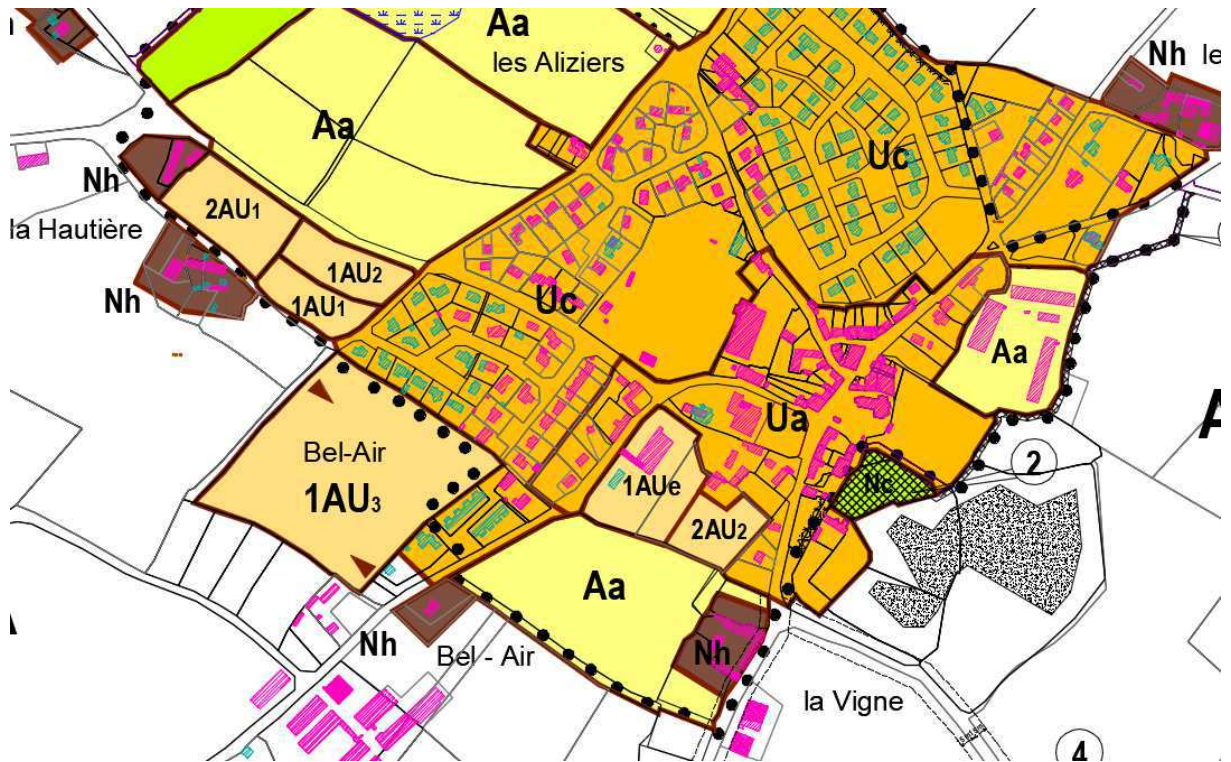 Aa
les Aliziers
Nh
le
Aa
Uc
Nh
2AU1
la Hautière
1AU2
Nh
1AU1
Uc
Aa
A
Ua
Bel-Air
1AU3
2
1AUe
Nc
2AU2
Aa
Nh
Bel - Air
Nh
la Vigne
4